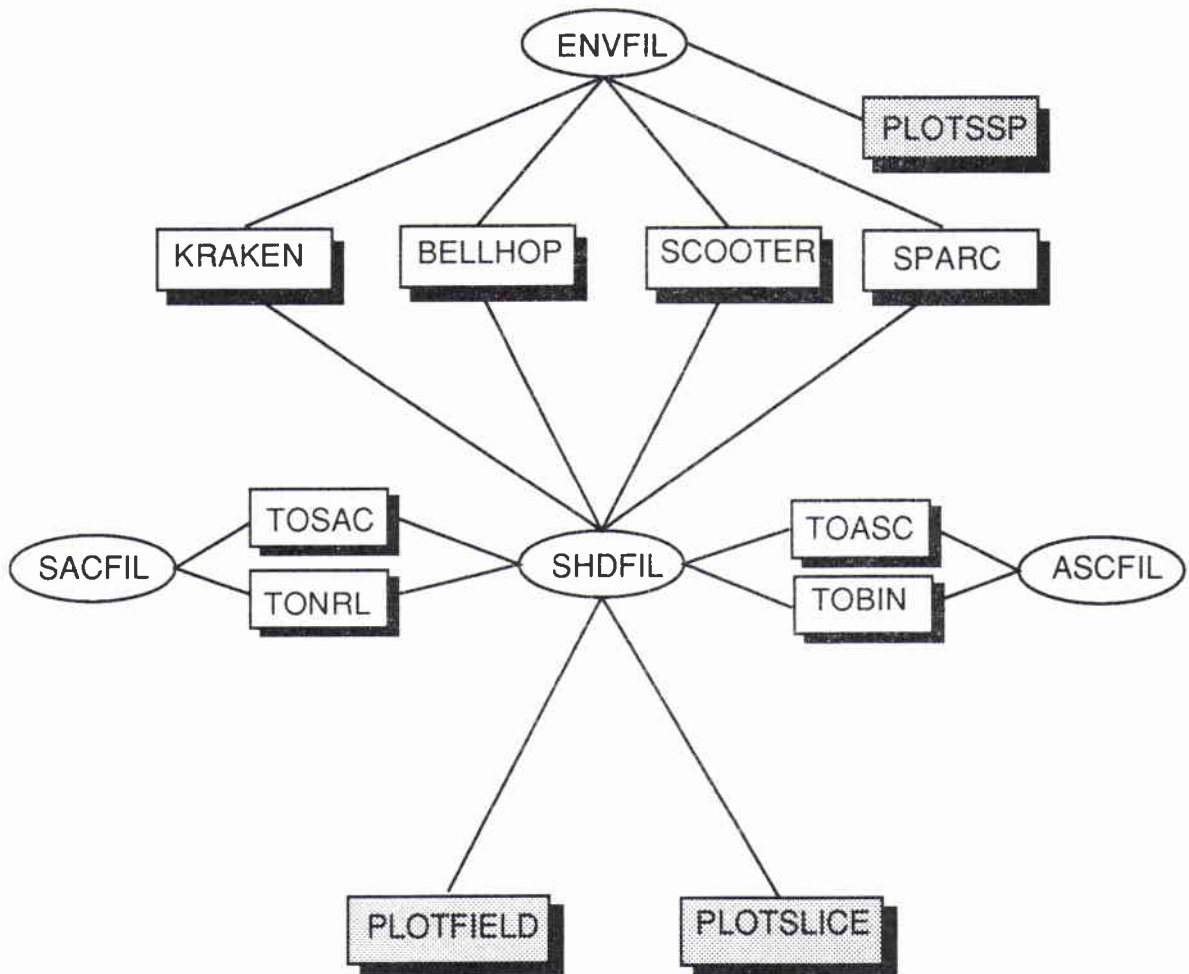 ENVFIL
PLOTSSP
KRAKEN
BELLHOP
SCOOTER
SPARC
TOSAC
TOASC
SACFIL
SHDFIL
ASCFIL
TONRL
TOBIN
PLOTFIELD
PLOTSLICE